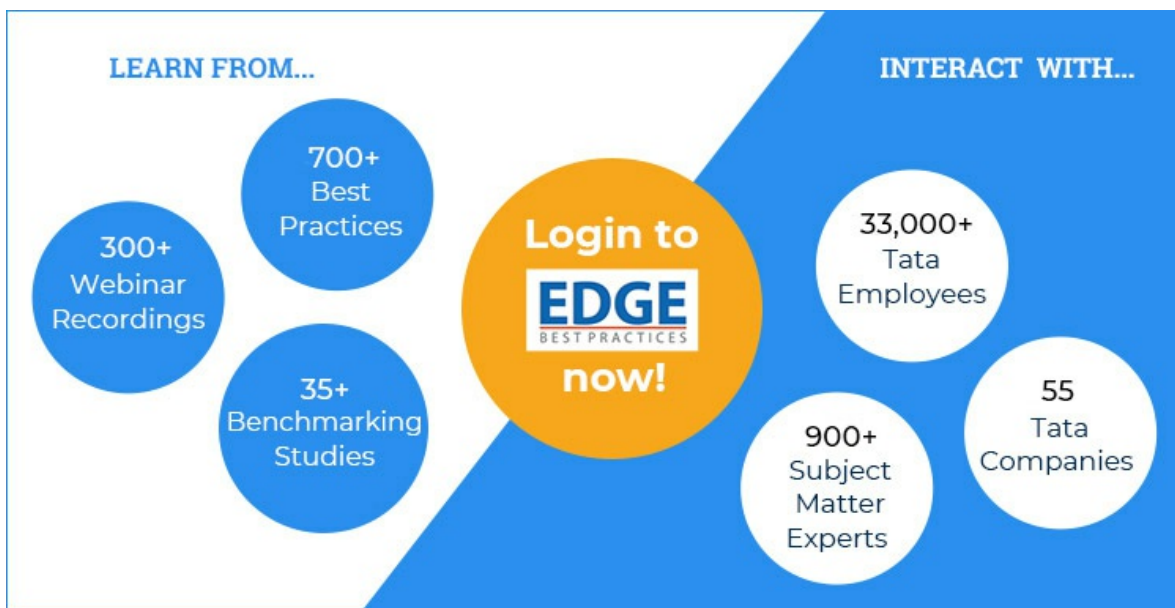 LEARN FROM...
700+
Best
Practices
300+
Webinar
Recordings
35+
Benchmarking
Studies
Login to
EDGE
BEST PRACTICES
now!
INTERACT WITH...
33,000+
Tata
Employees
55
Tata
Companies
900+
Subject
Matter
Experts